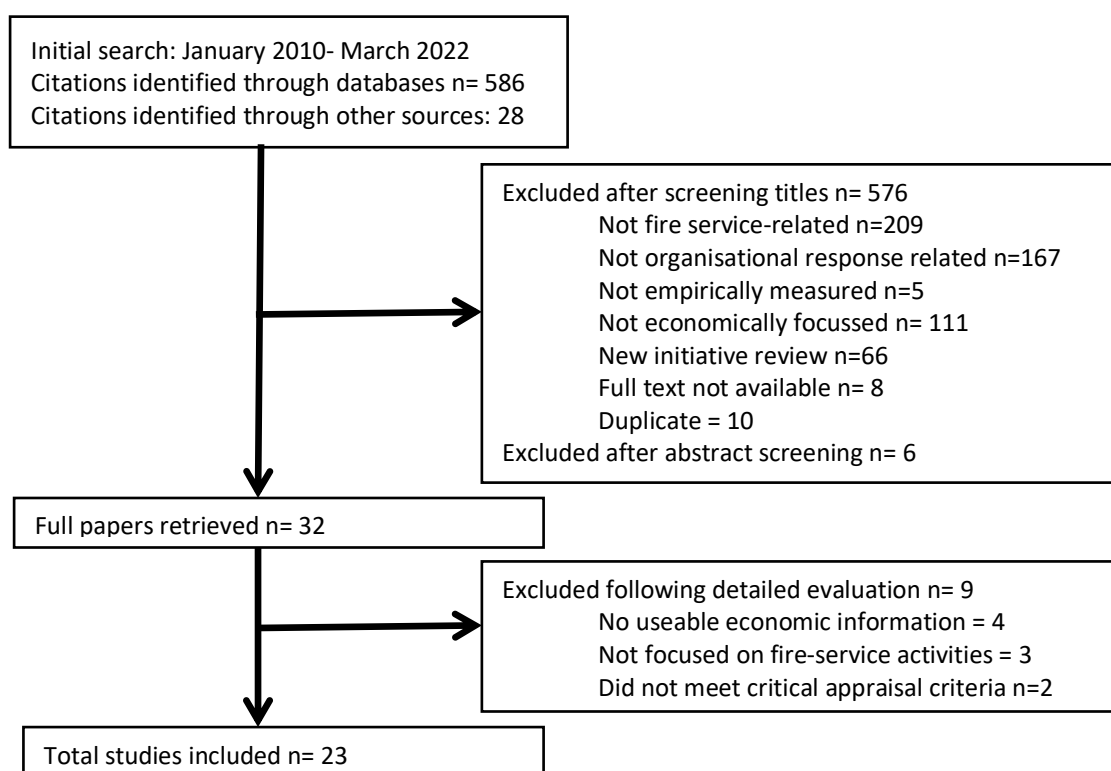 Initial search: January 2010- March 2022
Citations identified through databases n= 586
Citations identified through other sources: 28
Excluded after screening titles n= 576
Not fire service-related n=209
Not organisational response related n=167
Not empirically measured n=5
Not economically focussed n= 111
New initiative review n=66
Full text not available n= 8
Duplicate = 10
Excluded after abstract screening n= 6
Full papers retrieved n= 32
Excluded following detailed evaluation n= 9
No useable economic information = 4
Not focused on fire-service activities = 3
Did not meet critical appraisal criteria n=2
Total studies included n= 23